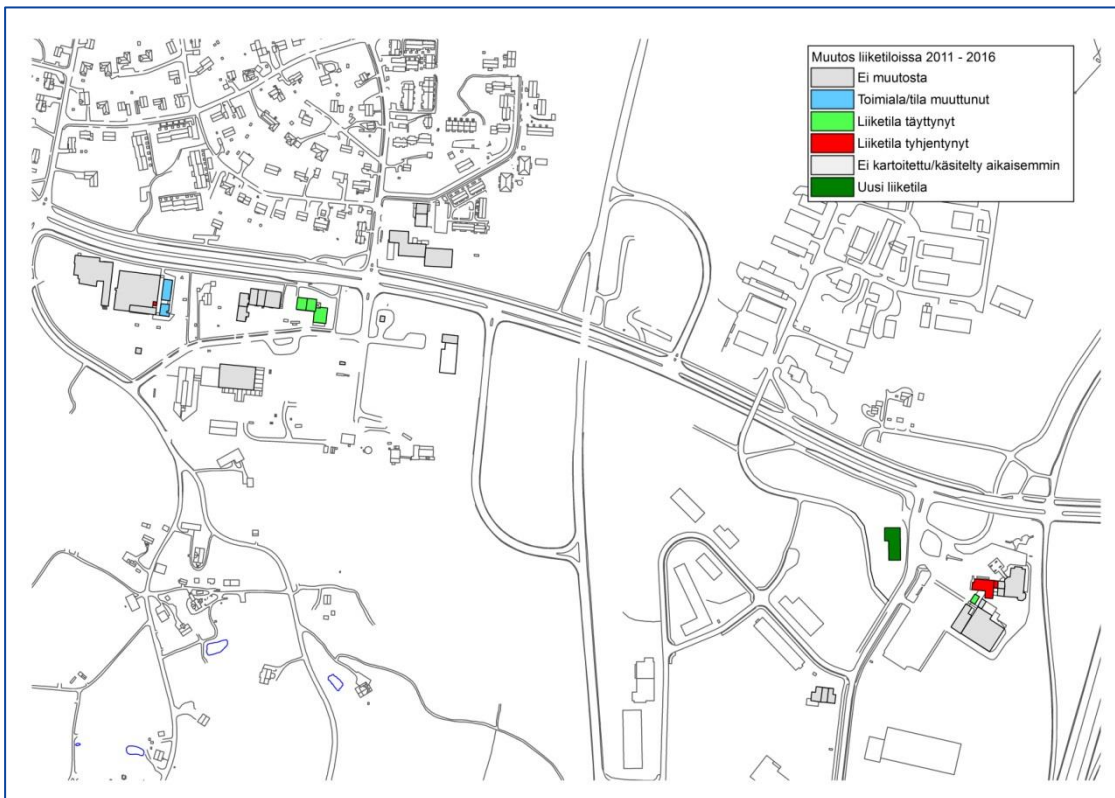 Muutos liiketiloissa 2011 - 2016
Ei muutosta
Toimiala/tila muuttunut
Liiketila täyttynyt
Liiketila tyhjentynyt
Ei kartoitettu/käsitelty aikaisemmin
Uusi liiketila